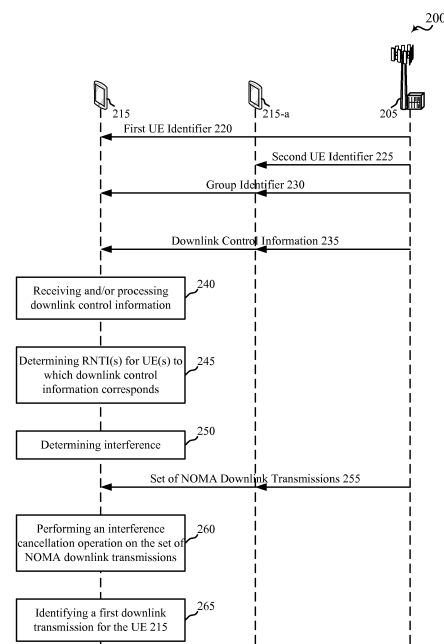 200
215
215-a
205
First UE Identifier 220
Second UE Identifier 225
Group Identifier 230
Downlink Control Information 235
240
Receiving and/or processing
downlink control information
245
Determining RNTI(s) for UE(s) to
which downlink control
information corresponds
250
Determining interference
Set of NOMA Downlink Transmissions 255
260
Performing an interference
cancellation operation on the set of
NOMA downlink transmissions
265
Identifying a first downlink
transmission for the UE 215